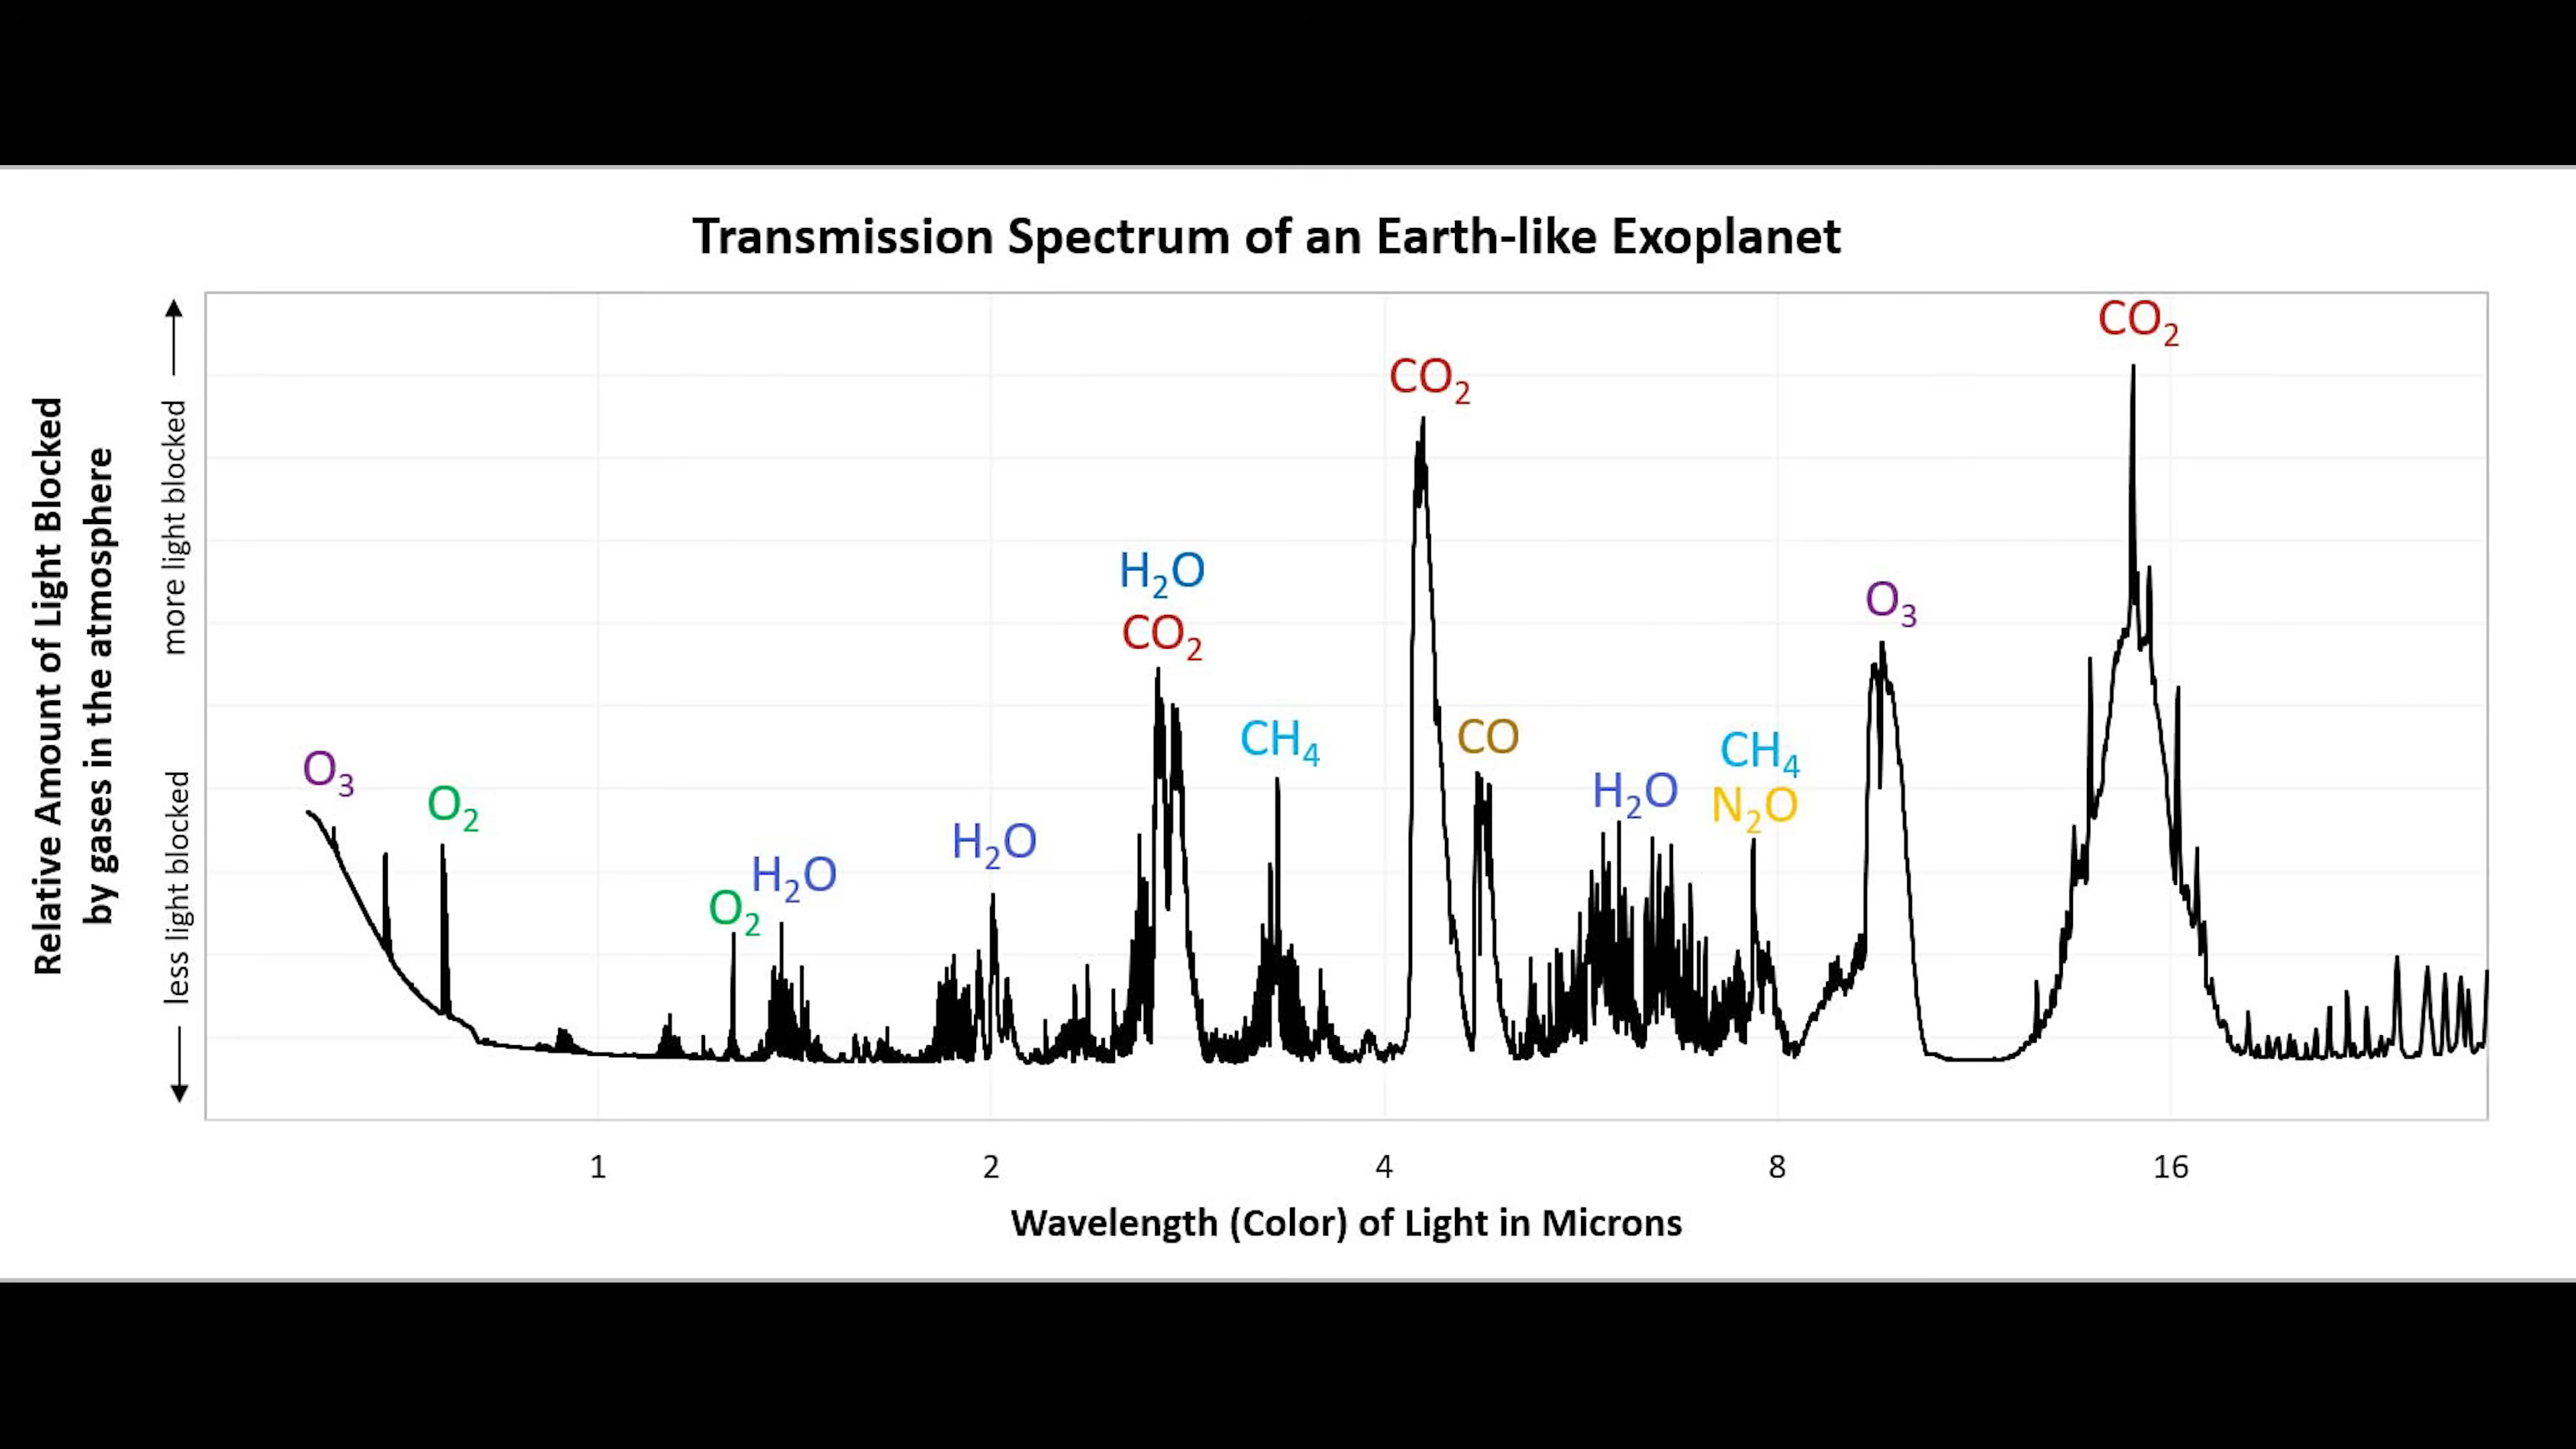 Transmission Spectrum of an Earth-like Exoplanet
Relative Amount of Light Blocked
by gases in the atmosphere
more light blocked
less light blocked
O₃
O₂
O₂
H₂O
H₂O
H₂O
CO₂
CH₄
CO₂
CO
H₂O
CH₄
N₂O
O₃
CO₂
1
2
4
8
16
Wavelength (Color) of Light in Microns